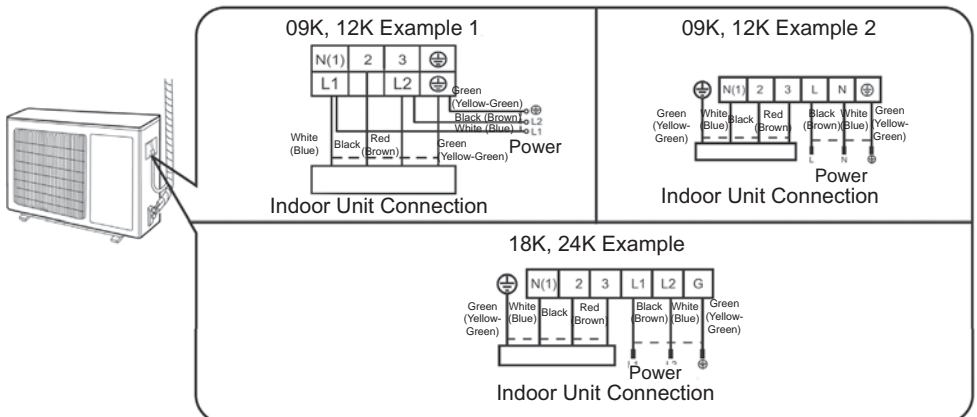 09K, 12K Example 1
N(1) 2 3
L1 L2
Green
(Yellow-Green)
Black (Brown)
L2
White (Blue)
L1
White
(Blue)
Black
Red
(Brown)
Green
(Yellow-Green)
Power
Indoor Unit Connection
09K, 12K Example 2
N(1) 2 3 L N
Green
(Yellow-
Green)
White
(Blue)
Black
Red
(Brown)
Black
(Brown)
White
(Blue)
Green
(Yellow-
Green)
L N
Power
Indoor Unit Connection
18K, 24K Example
N(1) 2 3 L1 L2 G
Green
(Yellow-
Green)
White
(Blue)
Black
Red
(Brown)
Black
(Brown)
White
(Blue)
Green
(Yellow-
Green)
L1 L2
Power
Indoor Unit Connection